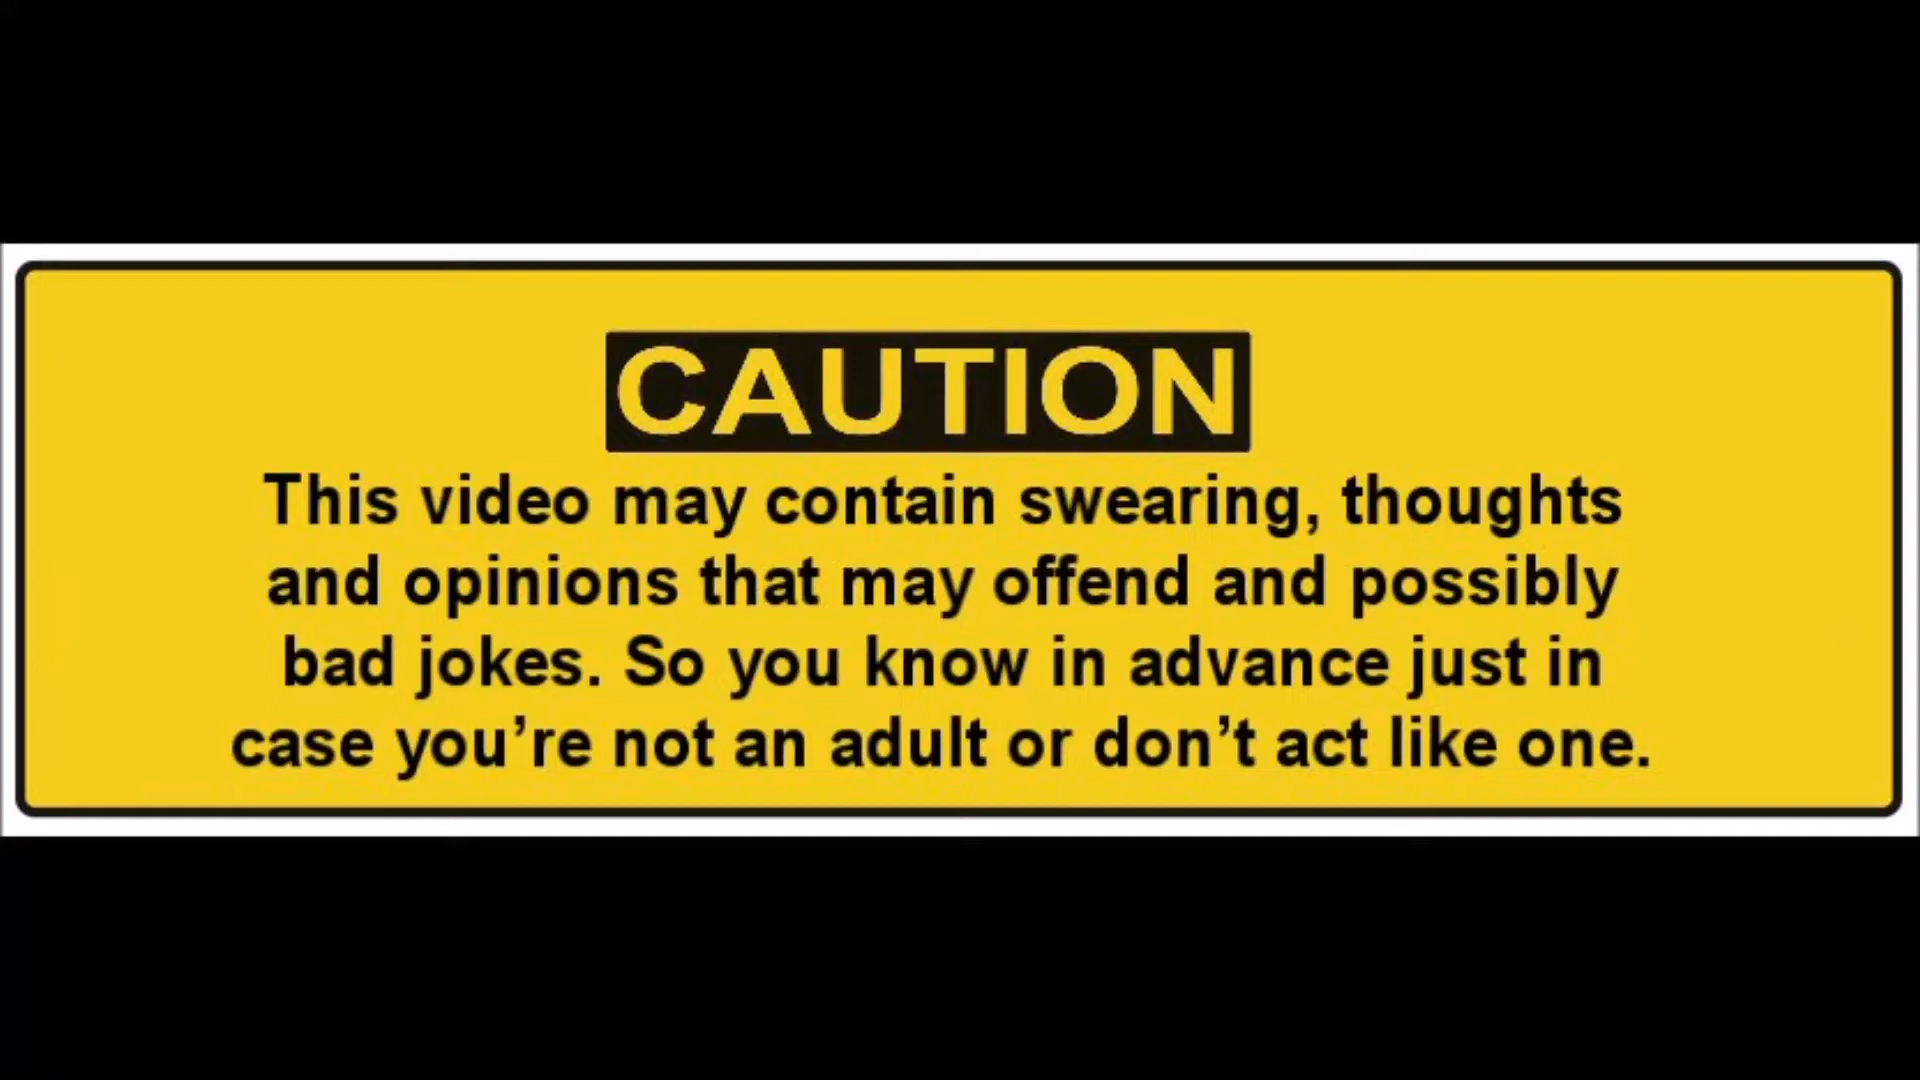 CAUTION
This video may contain swearing, thoughts
and opinions that may offend and possibly
bad jokes. So you know in advance just in
case you’re not an adult or don’t act like one.